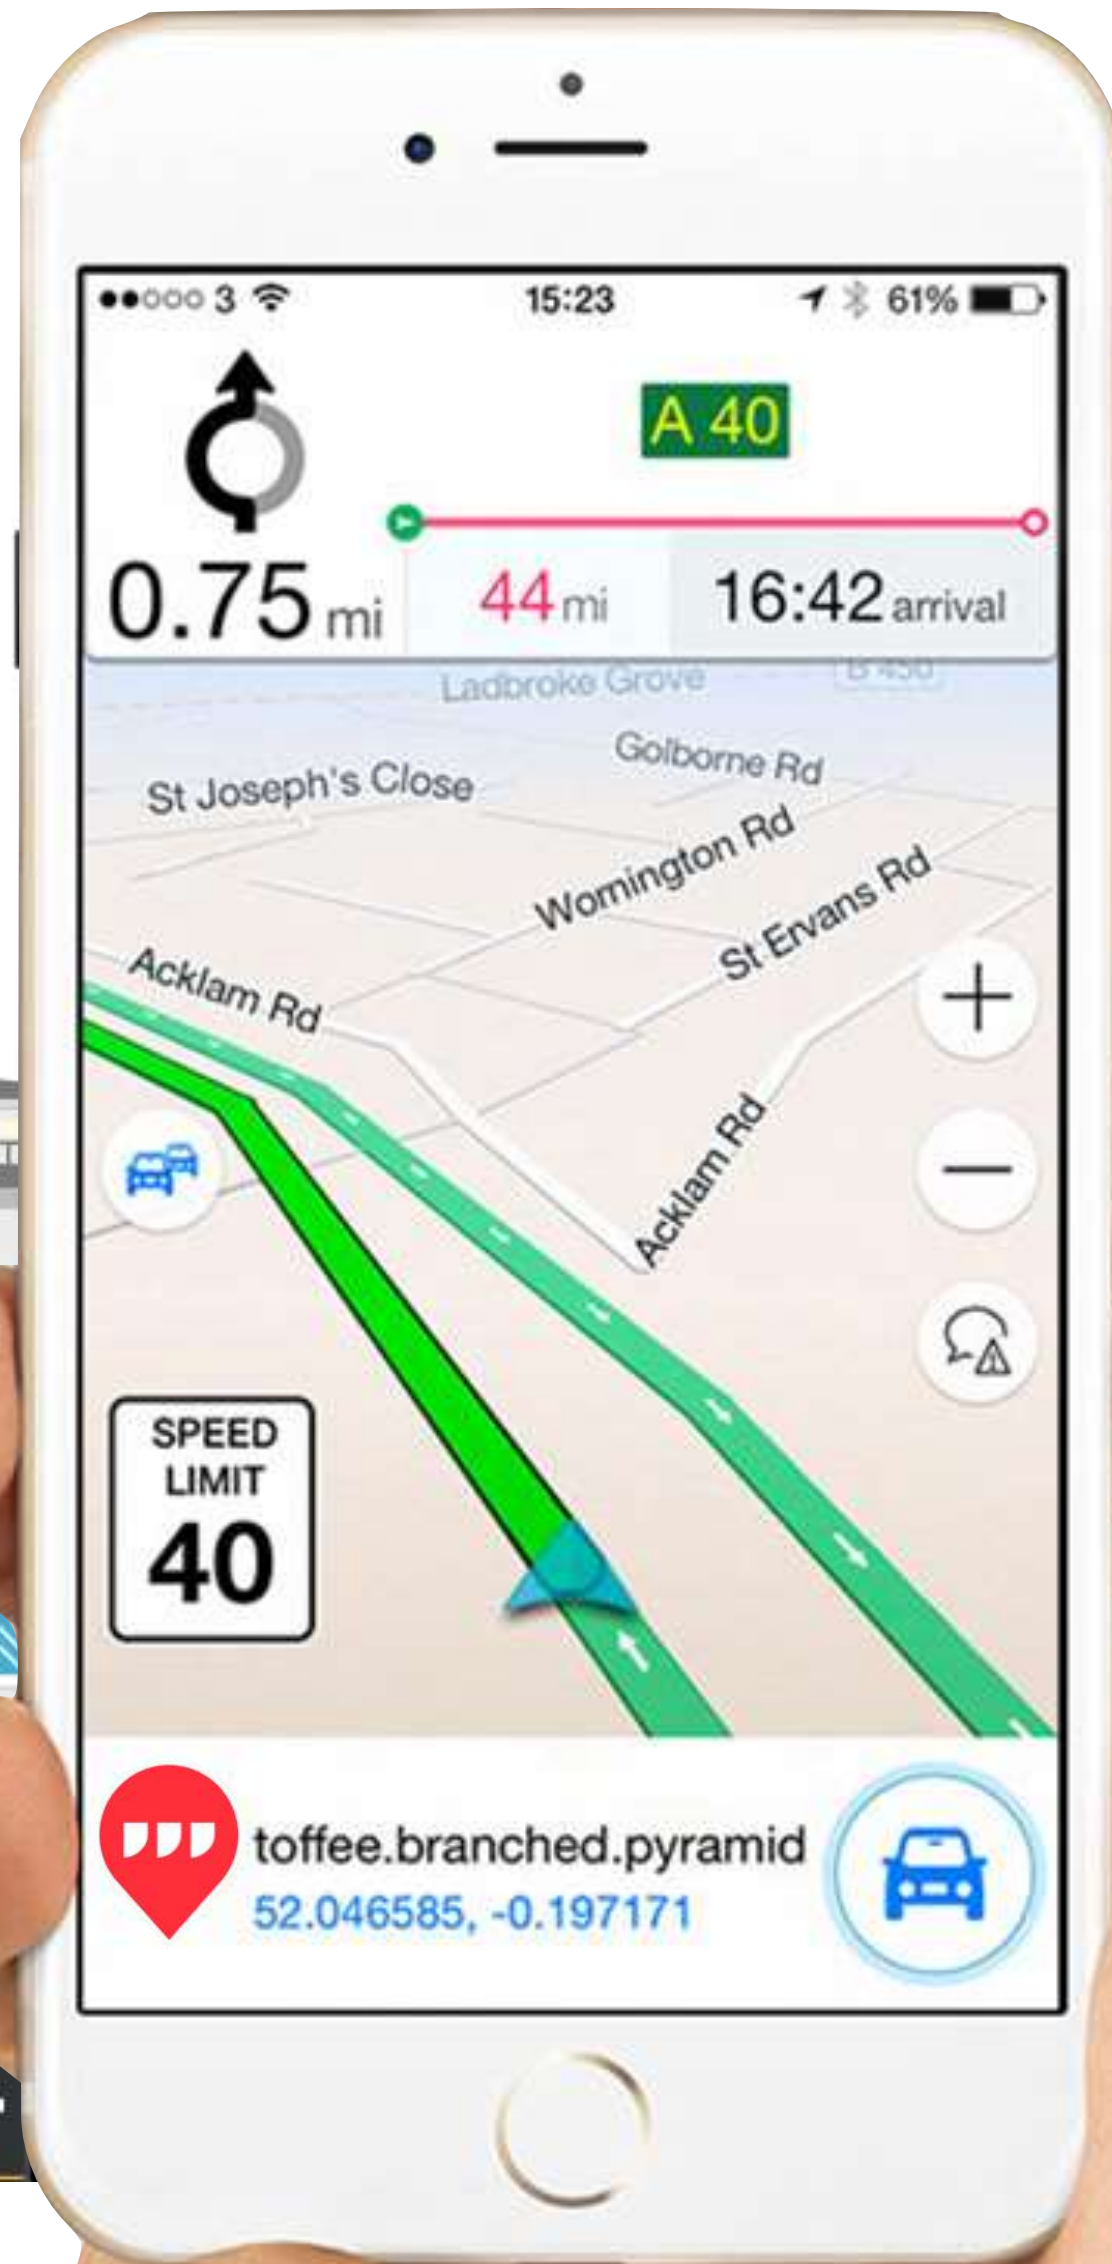 3
15:23
61%
A 40
0.75 mi
44 mi
16:42 arrival
Ladbroke Grove
B 450
Golborne Rd
St Joseph's Close
Wornington Rd
St Ervans Rd
Acklam Rd
Acklam Rd
SPEED
LIMIT
40
toffee.branched.pyramid
52.046585, -0.197171